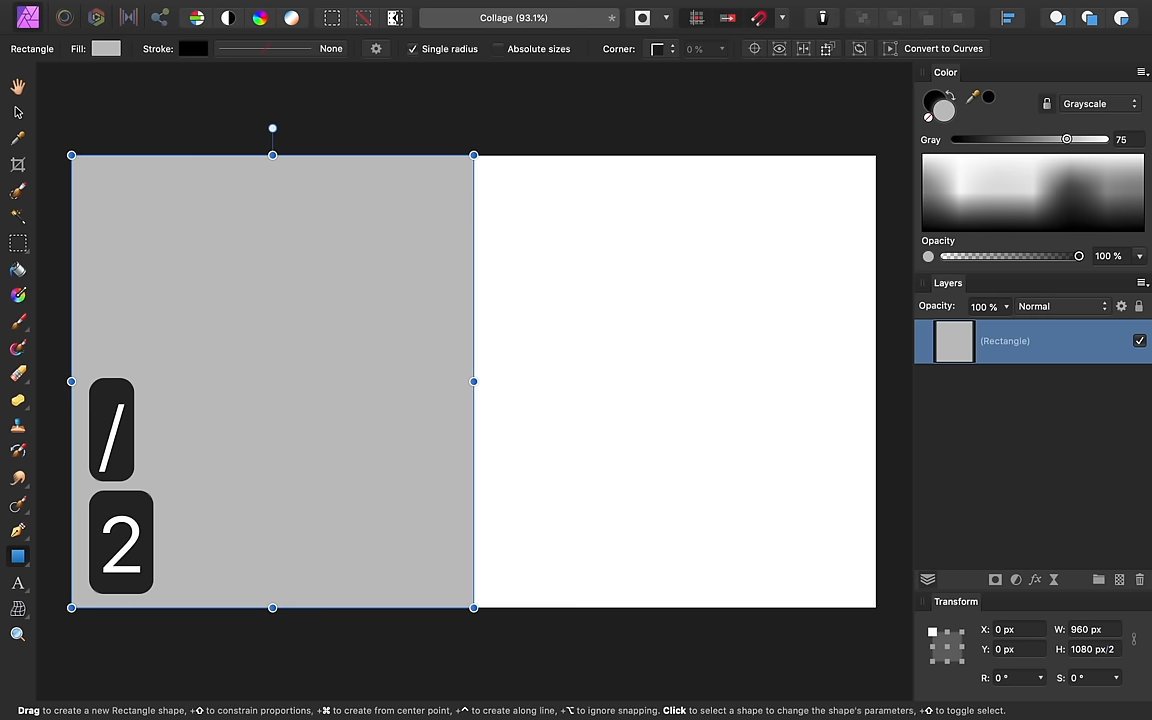 Collage (93.1%)
*
Rectangle Fill: Stroke: None Single radius Absolute sizes Corner: 0 % Convert to Curves
Color
Grayscale
Gray 75
Opacity
100 %
Layers
Opacity: 100 % Normal
(Rectangle)
fx
/
2
A
Transform
X: 0 px W: 960 px
Y: 0 px H: 1080 px/2
R: 0 ° S: 0 °
Drag to create a new Rectangle shape, +⇧ to constrain proportions, +⌘ to create from center point, +^ to create along line, +⌥ to ignore snapping. Click to select a shape to change the shape's parameters, +⇧ to toggle select.